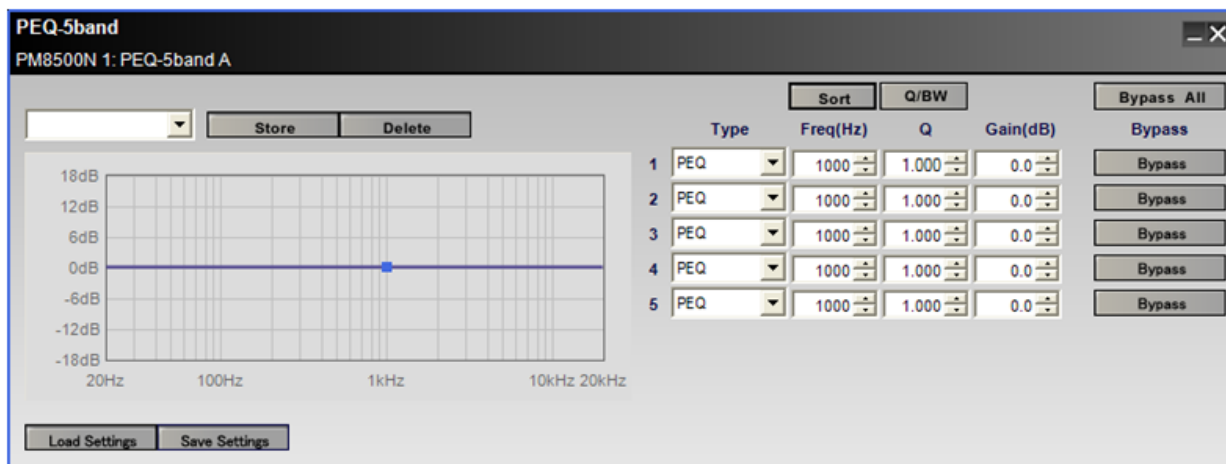 PEQ-5band
PM8500N 1: PEQ-5band A
Sort Q/BW Bypass All
Store Delete
Type Freq(Hz) Q Gain(dB) Bypass
1 PEQ 1000 1.000 0.0 Bypass
2 PEQ 1000 1.000 0.0 Bypass
3 PEQ 1000 1.000 0.0 Bypass
4 PEQ 1000 1.000 0.0 Bypass
5 PEQ 1000 1.000 0.0 Bypass
18dB
12dB
6dB
0dB
-6dB
-12dB
-18dB
20Hz 100Hz 1kHz 10kHz 20kHz
Load Settings Save Settings